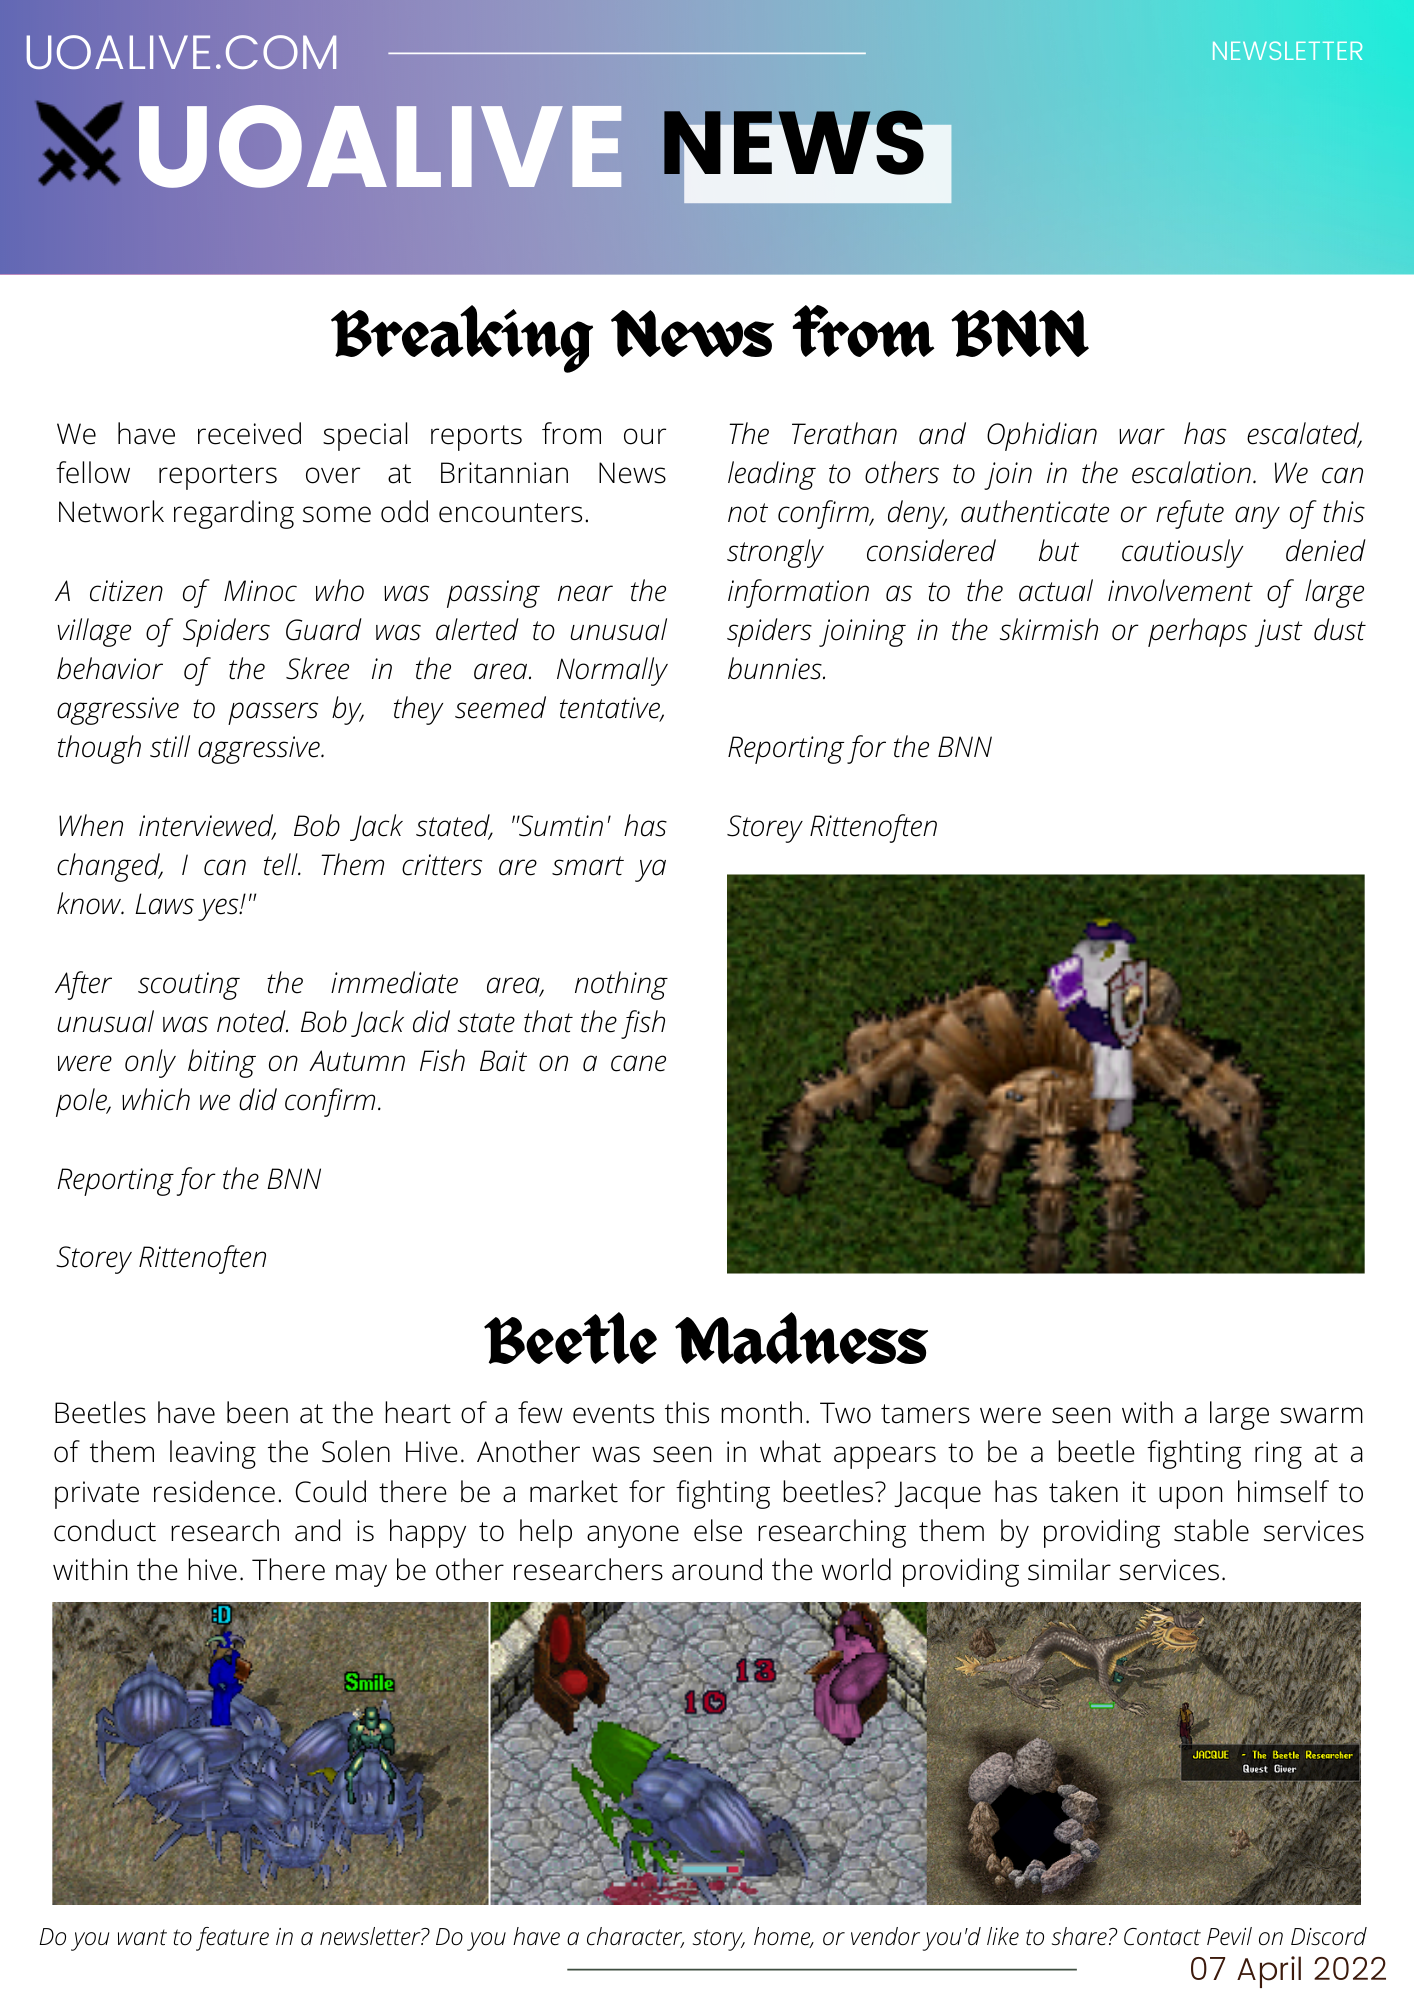 UOALIVE.COM
NEWSLETTER
UOALIVE NEWS
Breaking News from BNN
We have received special reports from our
fellow reporters over at Britannian News
Network regarding some odd encounters.
A citizen of Minoc who was passing near the
village of Spiders Guard was alerted to unusual
behavior of the Skree in the area. Normally
aggressive to passers by, they seemed tentative,
though still aggressive.
When interviewed, Bob Jack stated, "Sumtin' has
changed, I can tell. Them critters are smart ya
know. Laws yes!"
After scouting the immediate area, nothing
unusual was noted. Bob Jack did state that the fish
were only biting on Autumn Fish Bait on a cane
pole, which we did confirm.
Reporting for the BNN
Storey Rittenoften
The Terathan and Ophidian war has escalated,
leading to others to join in the escalation. We can
not confirm, deny, authenticate or refute any of this
strongly considered but cautiously denied
information as to the actual involvement of large
spiders joining in the skirmish or perhaps just dust
bunnies.
Reporting for the BNN
Storey Rittenoften
Beetle Madness
Beetles have been at the heart of a few events this month. Two tamers were seen with a large swarm
of them leaving the Solen Hive. Another was seen in what appears to be a beetle fighting ring at a
private residence. Could there be a market for fighting beetles? Jacque has taken it upon himself to
conduct research and is happy to help anyone else researching them by providing stable services
within the hive. There may be other researchers around the world providing similar services.
:D
Smile
13
10
JACQUE - The Beetle Researcher
Quest Giver
Do you want to feature in a newsletter? Do you have a character, story, home, or vendor you'd like to share? Contact Pevil on Discord
07 April 2022